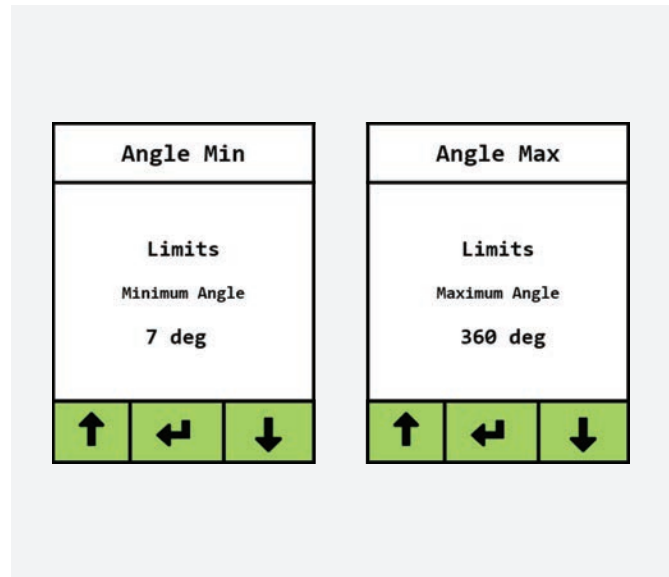 Angle Min
Limits
Minimum Angle
7 deg
Angle Max
Limits
Maximum Angle
360 deg